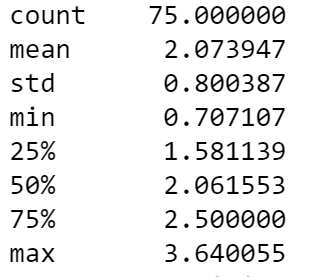 count 75.000000
mean 2.073947
std 0.800387
min 0.707107
25% 1.581139
50% 2.061553
75% 2.500000
max 3.640055